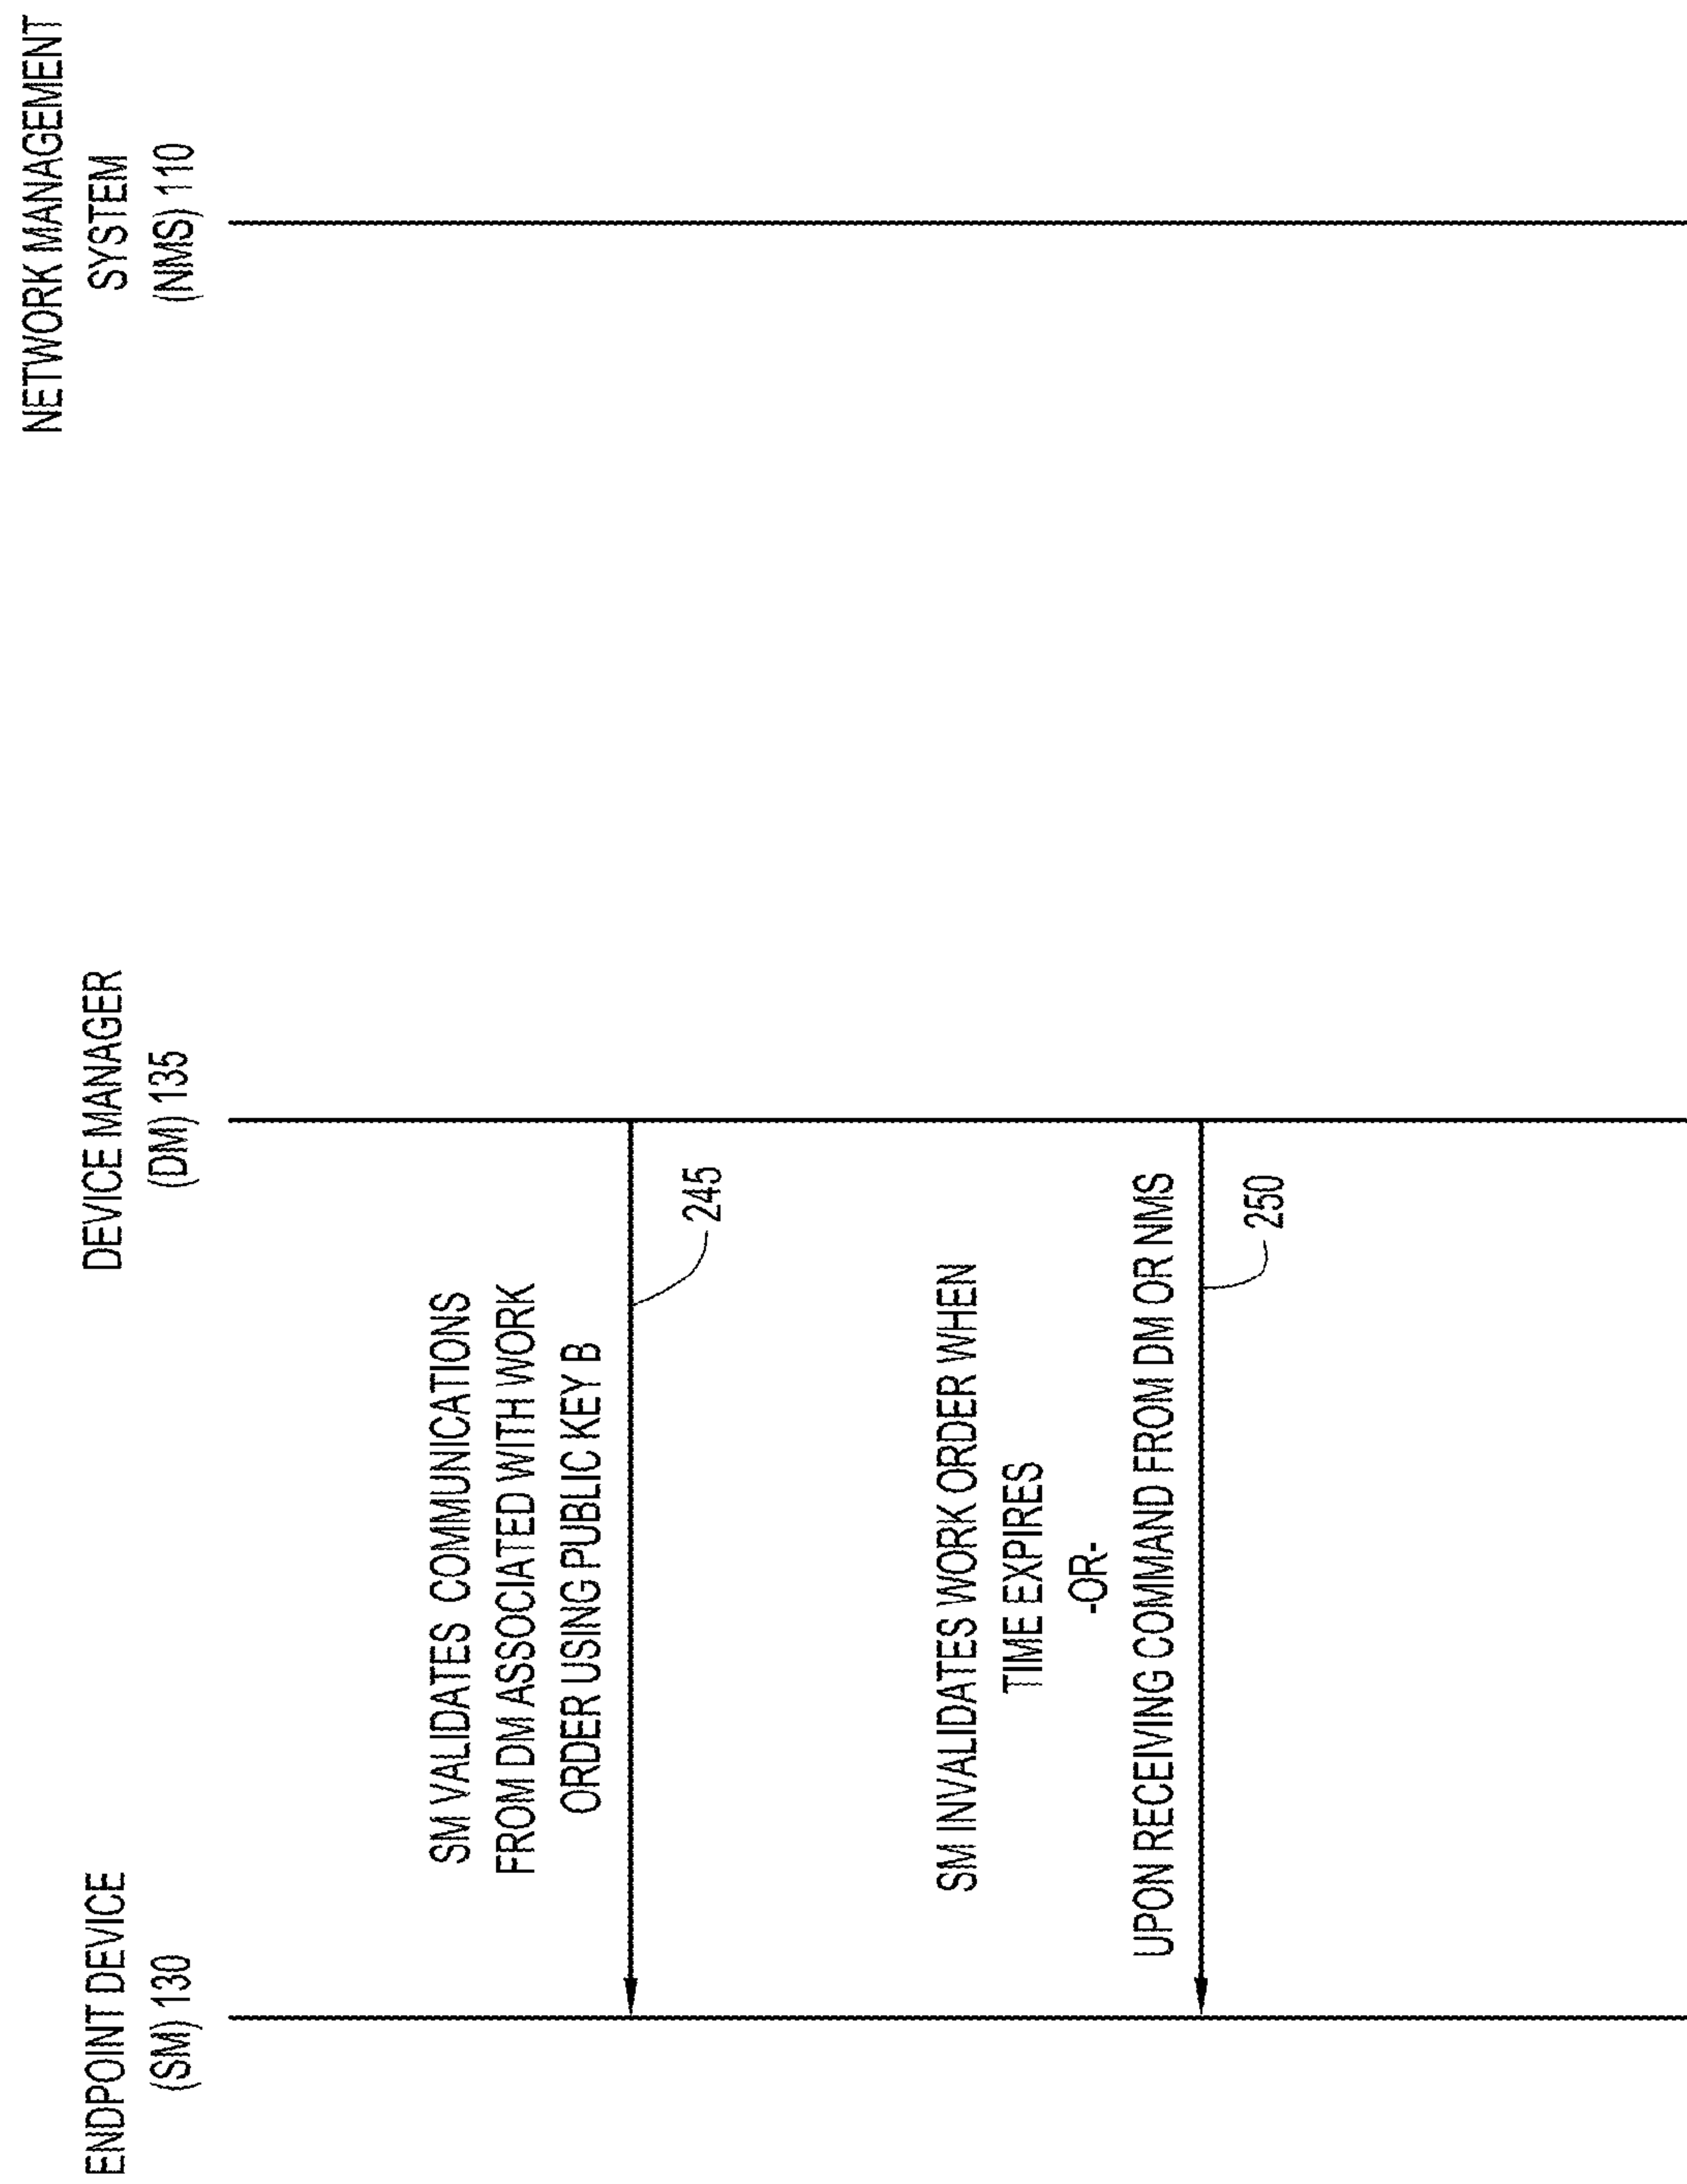 ENDPOINT DEVICE
(SM) 130
DEVICE MANAGER
(DM) 135
NETWORK MANAGEMENT
SYSTEM
(NMS) 110
SM VALIDATES COMMUNICATIONS
FROM DM ASSOCIATED WITH WORK
ORDER USING PUBLIC KEY B
245
SM INVALIDATES WORK ORDER WHEN
TIME EXPIRES
-OR-
UPON RECEIVING COMMAND FROM DM OR NMS
250